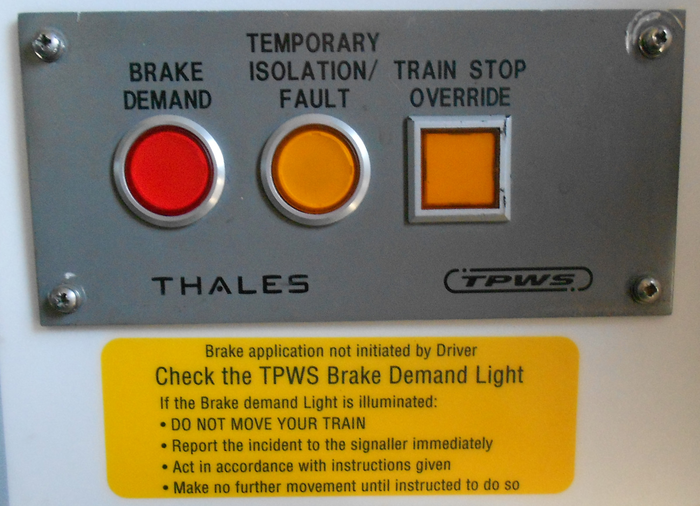 BRAKE
DEMAND
TEMPORARY
ISOLATION/
FAULT
TRAIN STOP
OVERRIDE
THALES
TPWS
Brake application not initiated by Driver
Check the TPWS Brake Demand Light
If the Brake demand Light is illuminated:
• DO NOT MOVE YOUR TRAIN
• Report the incident to the signaller immediately
• Act in accordance with instructions given
• Make no further movement until instructed to do so